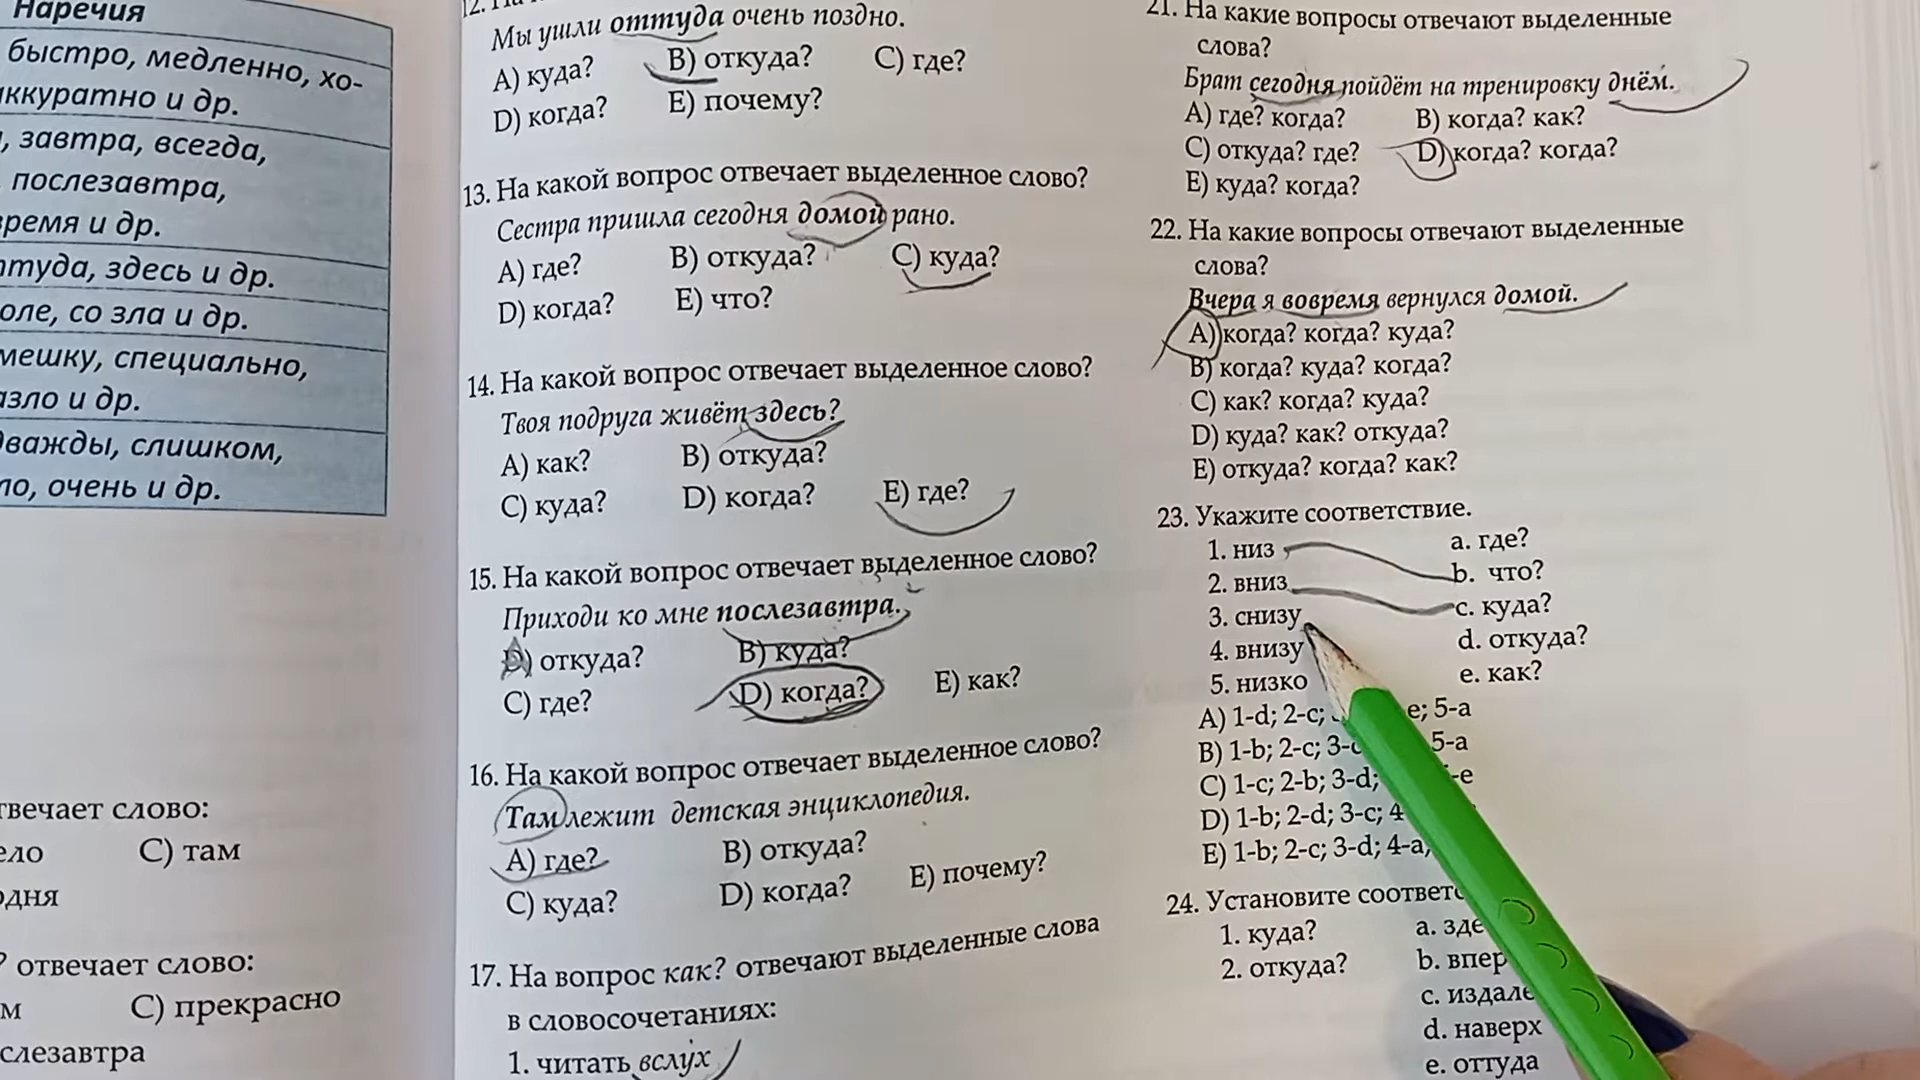 Наречия
быстро, медленно, хо-
аккуратно и др.
завтра, всегда,
послезавтра,
время и др.
здесь и др.
со зла и др.
специально,
и др.
дважды, слишком,
очень и др.
отвечает слово:
C) там
? отвечает слово:
C) прекрасно
Мы ушли оттуда очень поздно.
A) куда? B) откуда? C) где?
D) когда? E) почему?
13. На какой вопрос отвечает выделенное слово?
Сестра пришла сегодня домой рано.
A) где? B) откуда? C) куда?
D) когда? E) что?
14. На какой вопрос отвечает выделенное слово?
Твоя подруга живёт здесь?
A) как? B) откуда?
C) куда? D) когда? E) где?
15. На какой вопрос отвечает выделенное слово?
Приходи ко мне послезавтра.
откуда? B) куда?
C) где? D) когда? E) как?
16. На какой вопрос отвечает выделенное слово?
Там лежит детская энциклопедия.
A) где? B) откуда?
C) куда? D) когда? E) почему?
17. На вопрос как? отвечают выделенные слова
в словосочетаниях:
1. читать вслух
21. На какие вопросы отвечают выделенные
слова?
Брат сегодня пойдёт на тренировку днём.
A) где? когда? B) когда? как?
C) откуда? где? D) когда? когда?
E) куда? когда?
22. На какие вопросы отвечают выделенные
слова?
Вчера я вовремя вернулся домой.
A) когда? когда? куда?
B) когда? куда? когда?
C) как? когда? куда?
D) куда? как? откуда?
E) откуда? когда? как?
23. Укажите соответствие.
1. низ a. где?
2. вниз b. что?
3. снизу c. куда?
4. внизу d. откуда?
5. низко e. как?
A) 1-d; 2-c; e; 5-a
B) 1-b; 2-c; 5-a
C) 1-c; 2-b; 3-d; -e
D) 1-b; 2-d; 3-c; 4
E) 1-b; 2-c; 3-d; 4-a,
24. Установите
1. куда? a.
2. откуда? b.
c.
d. наверх
e. оттуда